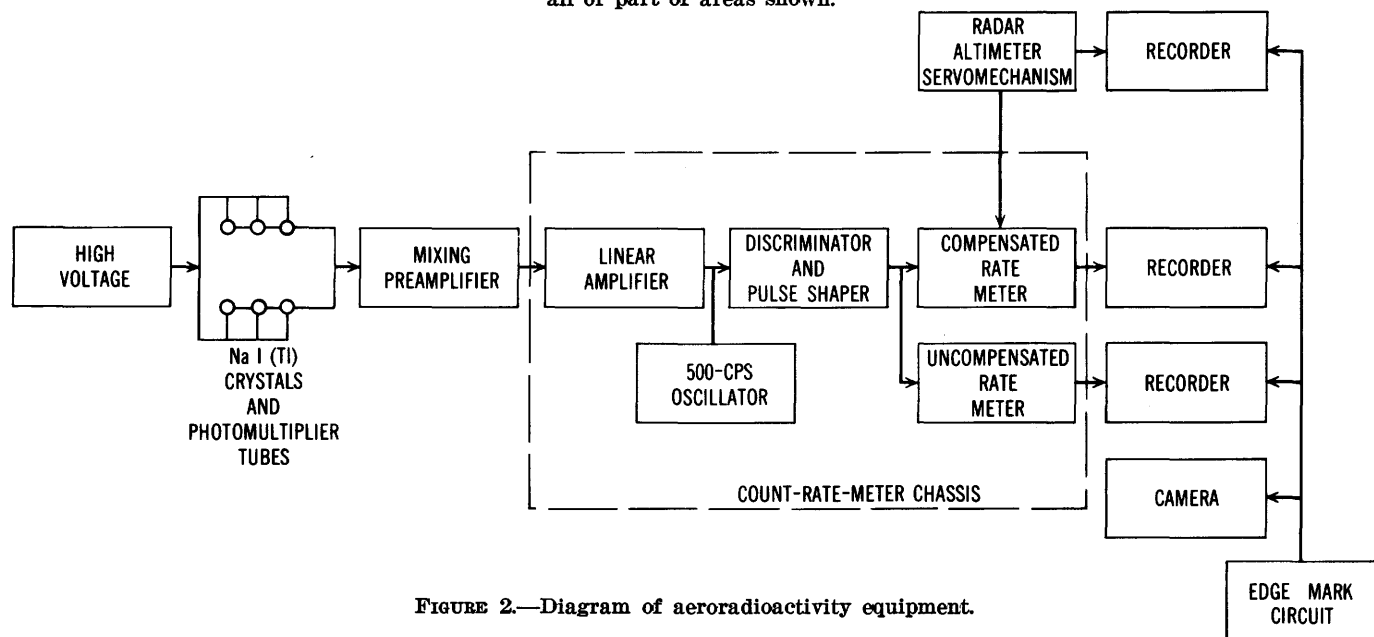 all or part of areas shown.
RADAR
ALTIMETER
SERVOMECHANISM
RECORDER
HIGH
VOLTAGE
Na I (Tl)
CRYSTALS
AND
PHOTOMULTIPLIER
TUBES
MIXING
PREAMPLIFIER
LINEAR
AMPLIFIER
500-CPS
OSCILLATOR
DISCRIMINATOR
AND
PULSE SHAPER
COMPENSATED
RATE
METER
RECORDER
UNCOMPENSATED
RATE
METER
RECORDER
COUNT-RATE-METER CHASSIS
CAMERA
EDGE MARK
CIRCUIT
FIGURE 2.—Diagram of aeroradioactivity equipment.